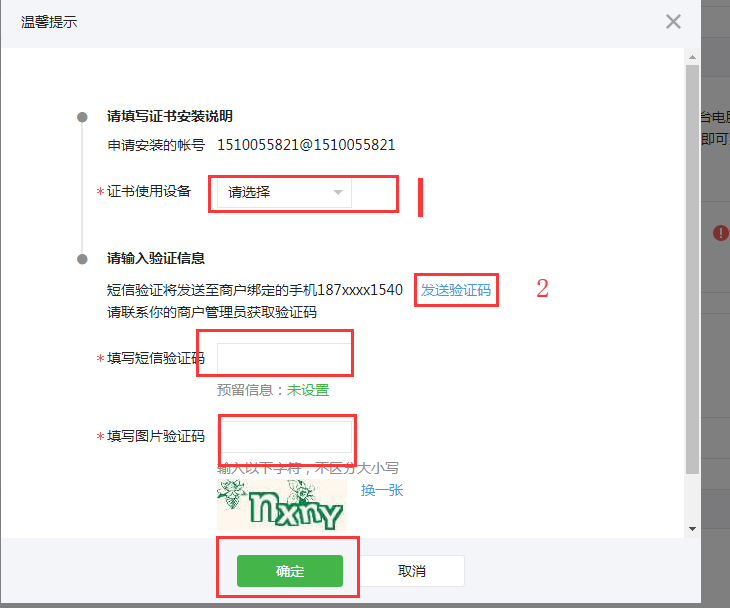 温馨提示
请填写证书安装说明
申请安装的帐号 1510055821@1510055821
台电脑
即可
*证书使用设备 请选择
请输入验证信息
短信验证将发送至商户绑定的手机187xxxx1540 发送验证码 2
请联系你的商户管理员获取验证码
*填写短信验证码
预留信息：未设置
*填写图片验证码
输入以下字符，不区分大小写
nxny 换一张
确定 取消